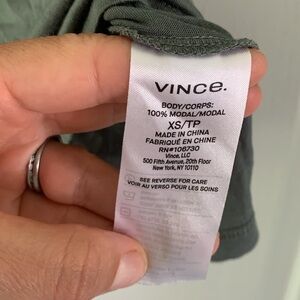 VINCE.
BODY/CORPS:
100% MODAL/MODAL
XS/TP
MADE IN CHINA
FABRIQUÉ EN CHINE
RN#106730
Vince, LLC
500 Fifth Avenue, 20th Floor
New York, NY 10110
SEE REVERSE FOR CARE
VOIR AU VERSO POUR LES SOINS